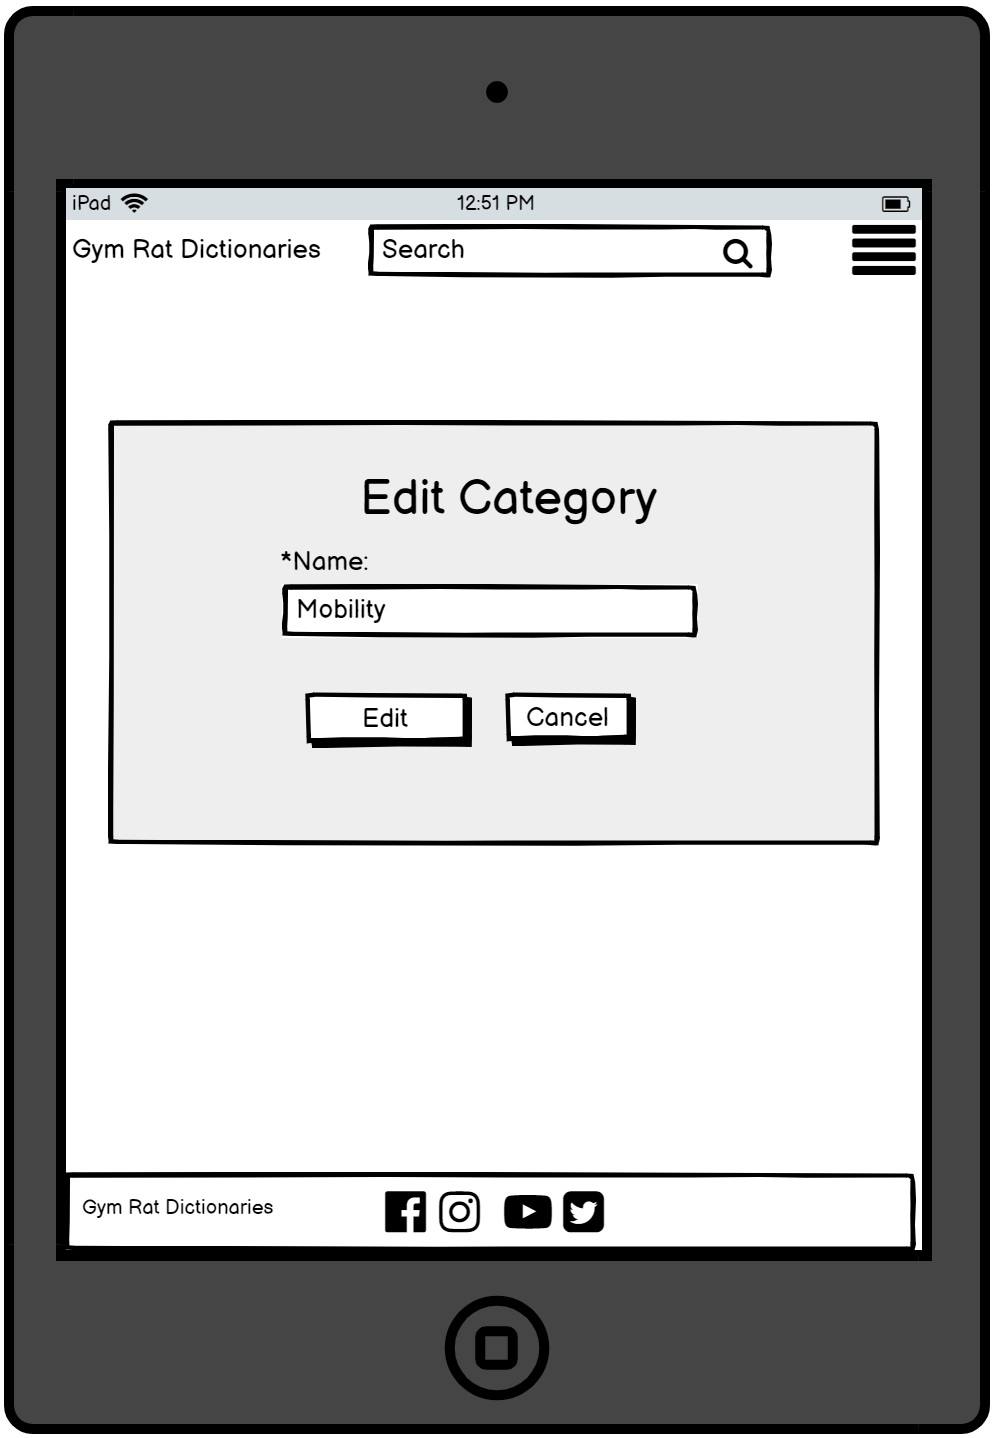 iPad 12:51 PM
Gym Rat Dictionaries Search
Edit Category
*Name:
Mobility
Edit Cancel
Gym Rat Dictionaries